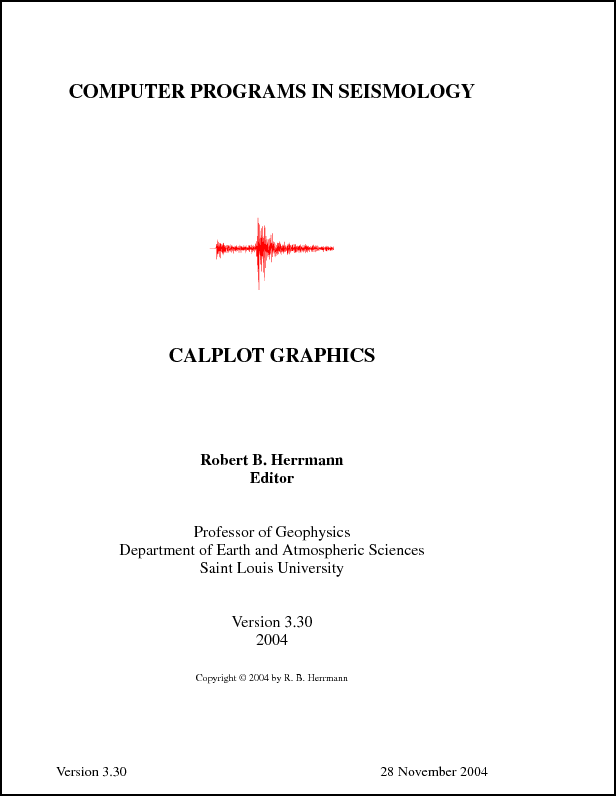 COMPUTER PROGRAMS IN SEISMOLOGY
CALPLOT GRAPHICS
Robert B. Herrmann
Editor
Professor of Geophysics
Department of Earth and Atmospheric Sciences
Saint Louis University
Version 3.30
2004
Copyright © 2004 by R. B. Herrmann
Version 3.30 28 November 2004